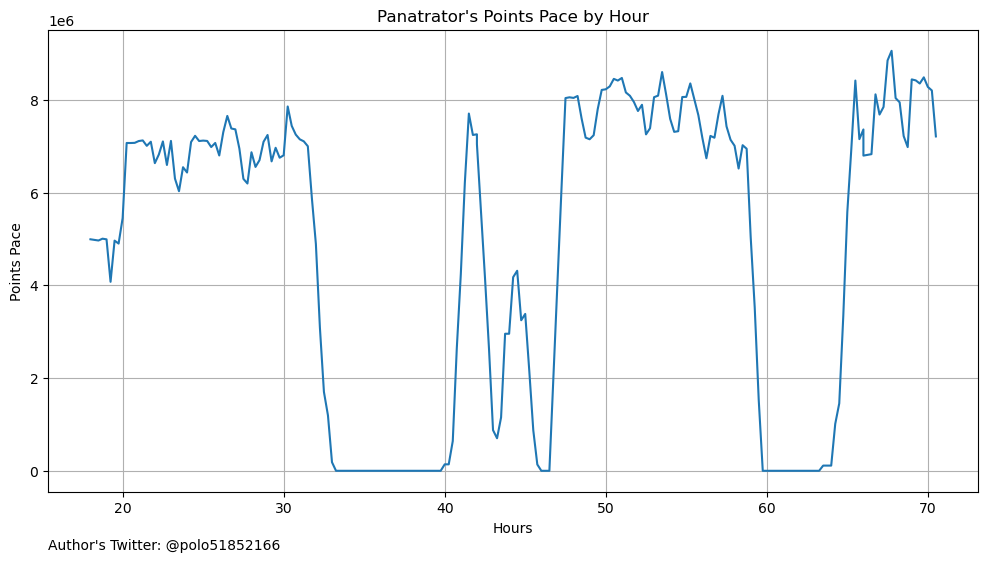 Panatrator's Points Pace by Hour
1e6
8
6
4
2
0
Points Pace
20 30 40 50 60 70
Hours
Author's Twitter: @polo51852166